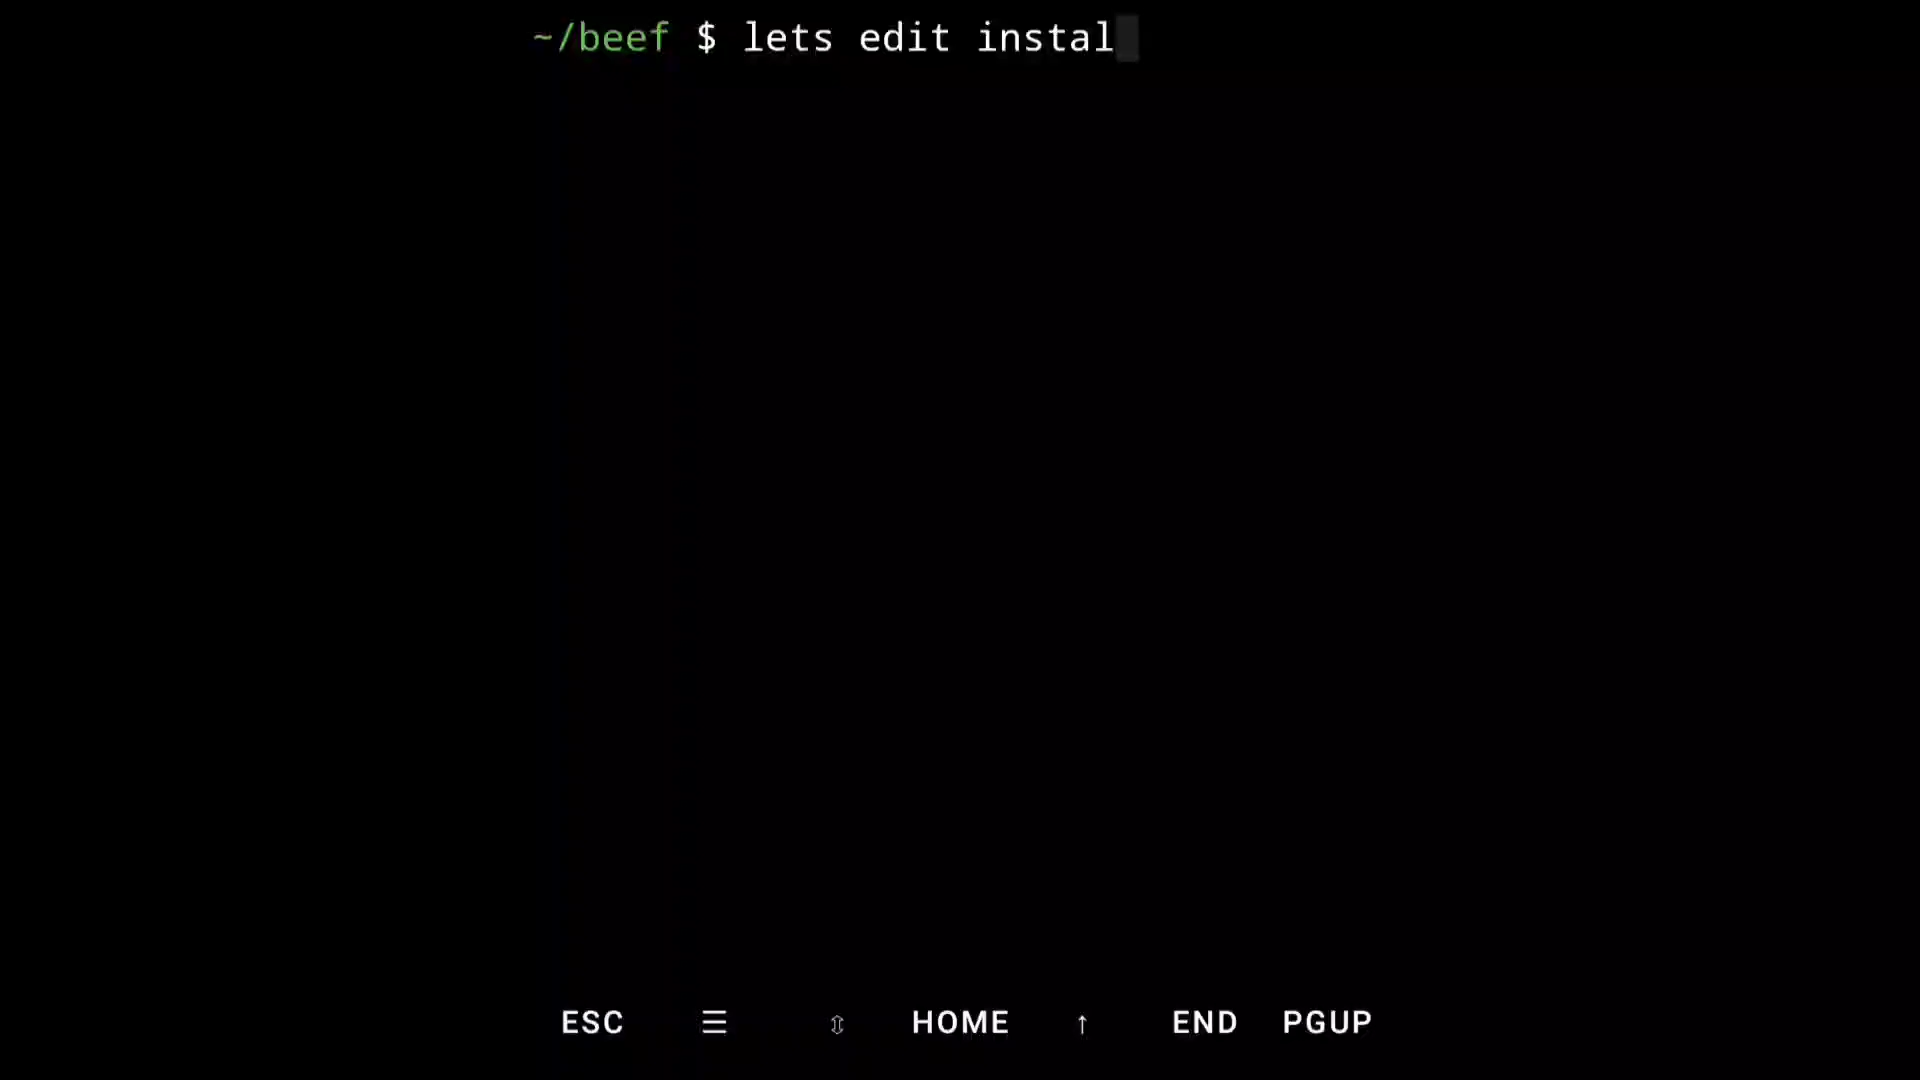 ~/beef $ lets edit instal
ESC ☰ ⇳ HOME ↑ END PGUP